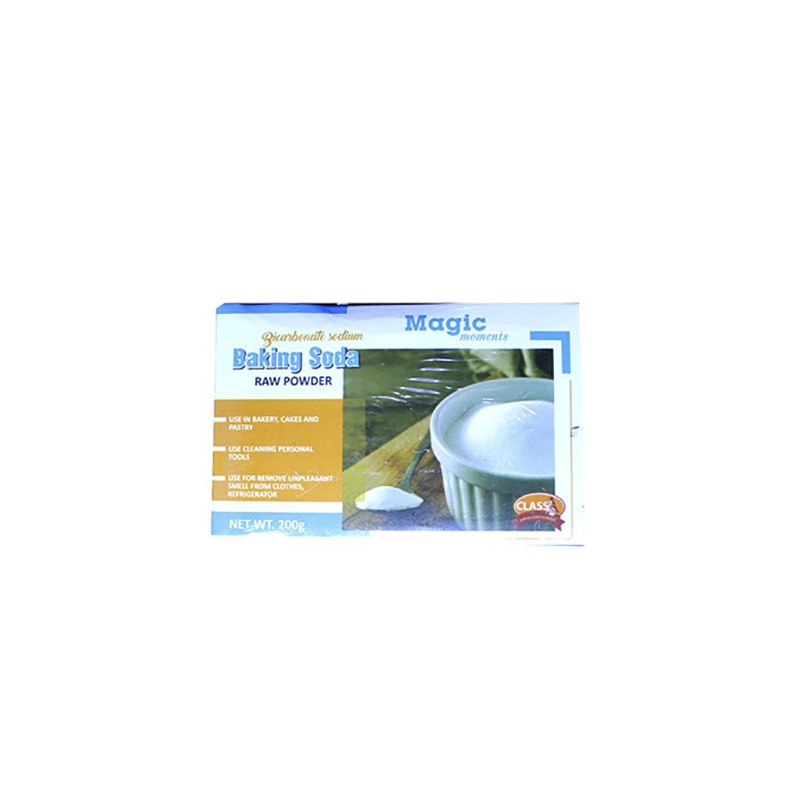 Magic
moments
Bicarbonate sodium
Baking Soda
RAW POWDER
USE IN BAKERY, CAKES AND
PASTRY
USE CLEANING PERSONAL
TOOLS
USE FOR REMOVE UNPLEASANT
SMELL FROM CLOTHES,
REFRIGERATOR
NET WT. 200g
CLASS